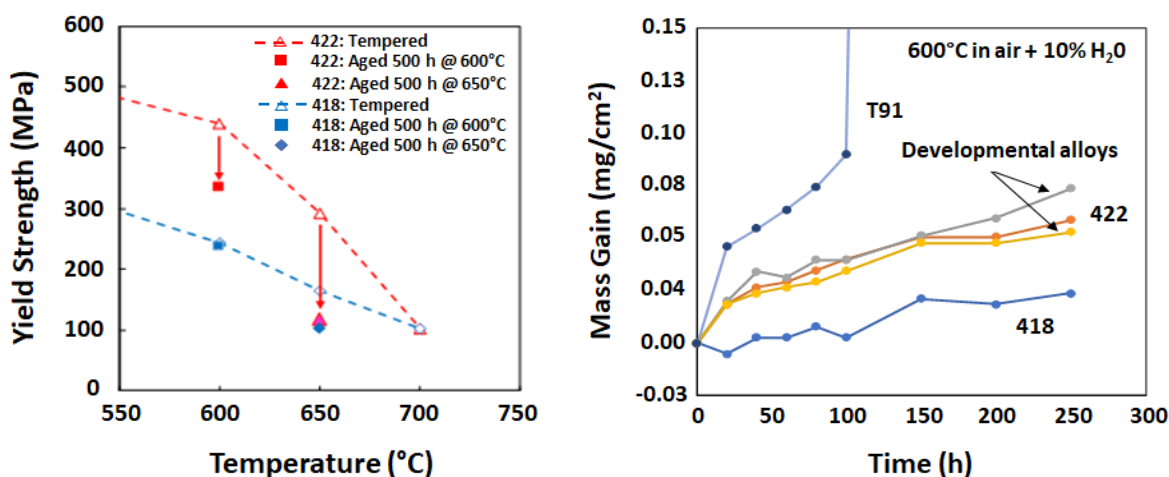 600
500
400
300
200
100
0
Yield Strength (MPa)
422: Tempered
422: Aged 500 h @ 600°C
422: Aged 500 h @ 650°C
418: Tempered
418: Aged 500 h @ 600°C
418: Aged 500 h @ 650°C
550 600 650 700 750
Temperature (°C)
0.15
0.13
0.10
0.08
0.05
0.04
0.00
-0.03
Mass Gain (mg/cm²)
600°C in air + 10% H₂0
T91
Developmental alloys
422
418
0 50 100 150 200 250 300
Time (h)